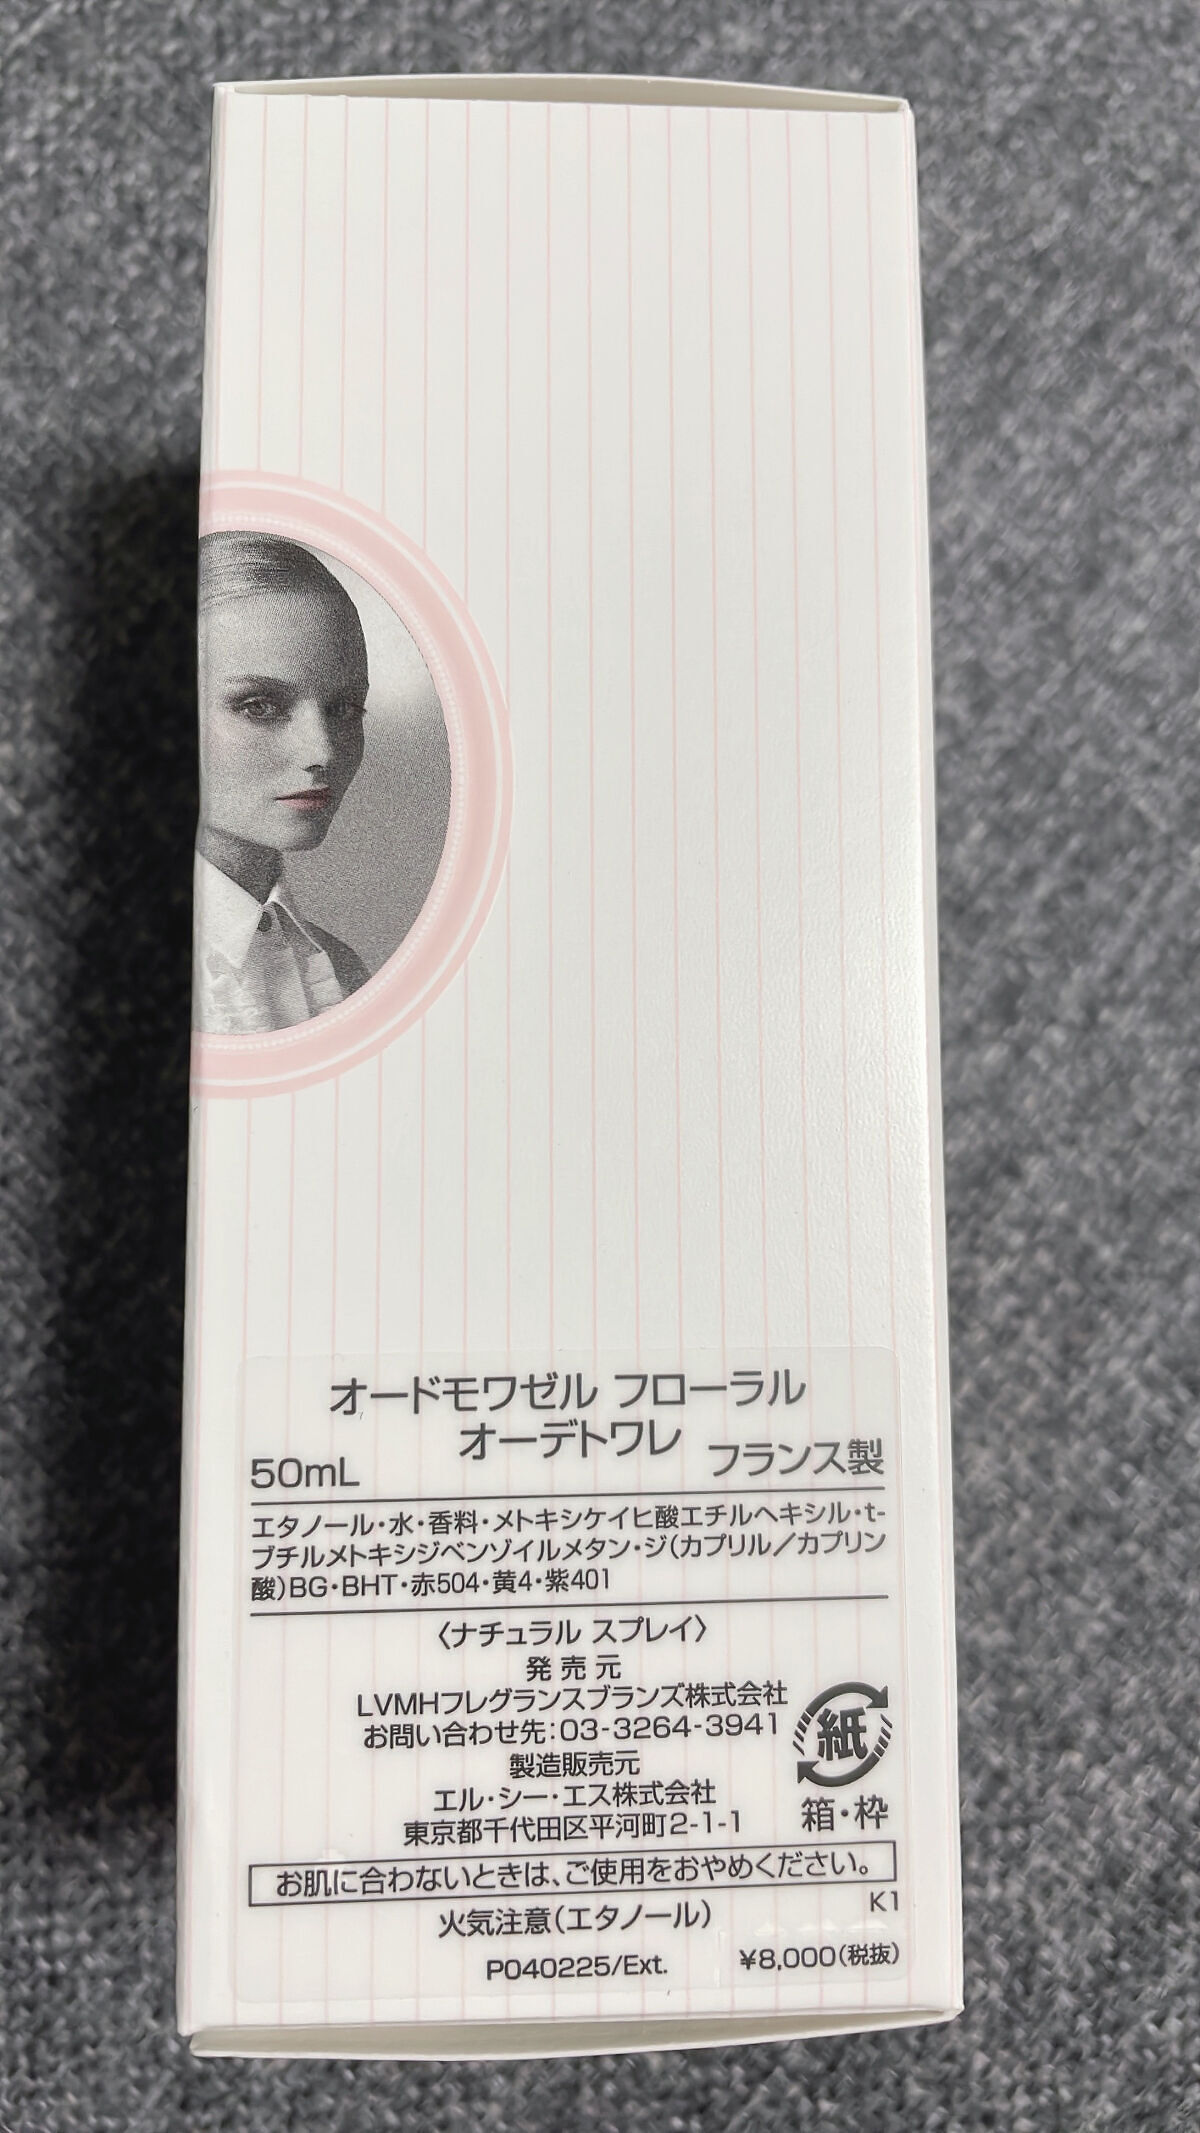 オードモワゼル フローラル
オーデトワレ
50mL
フランス製
エタノール・水・香料・メトキシケイヒ酸エチルヘキシル・t-
ブチルメトキシジベンゾイルメタン・ジ(カプリル／カプリン
酸)BG・BHT・赤504・黄4・紫401
〈ナチュラル スプレイ〉
発売元
LVMHフレグランスブランズ株式会社
お問い合わせ先:03-3264-3941
製造販売元
エル・シー・エス株式会社
東京都千代田区平河町2-1-1
紙
箱・枠
お肌に合わないときは、ご使用をおやめください。
K1
火気注意(エタノール)
P040225/Ext.
¥8,000(税抜)